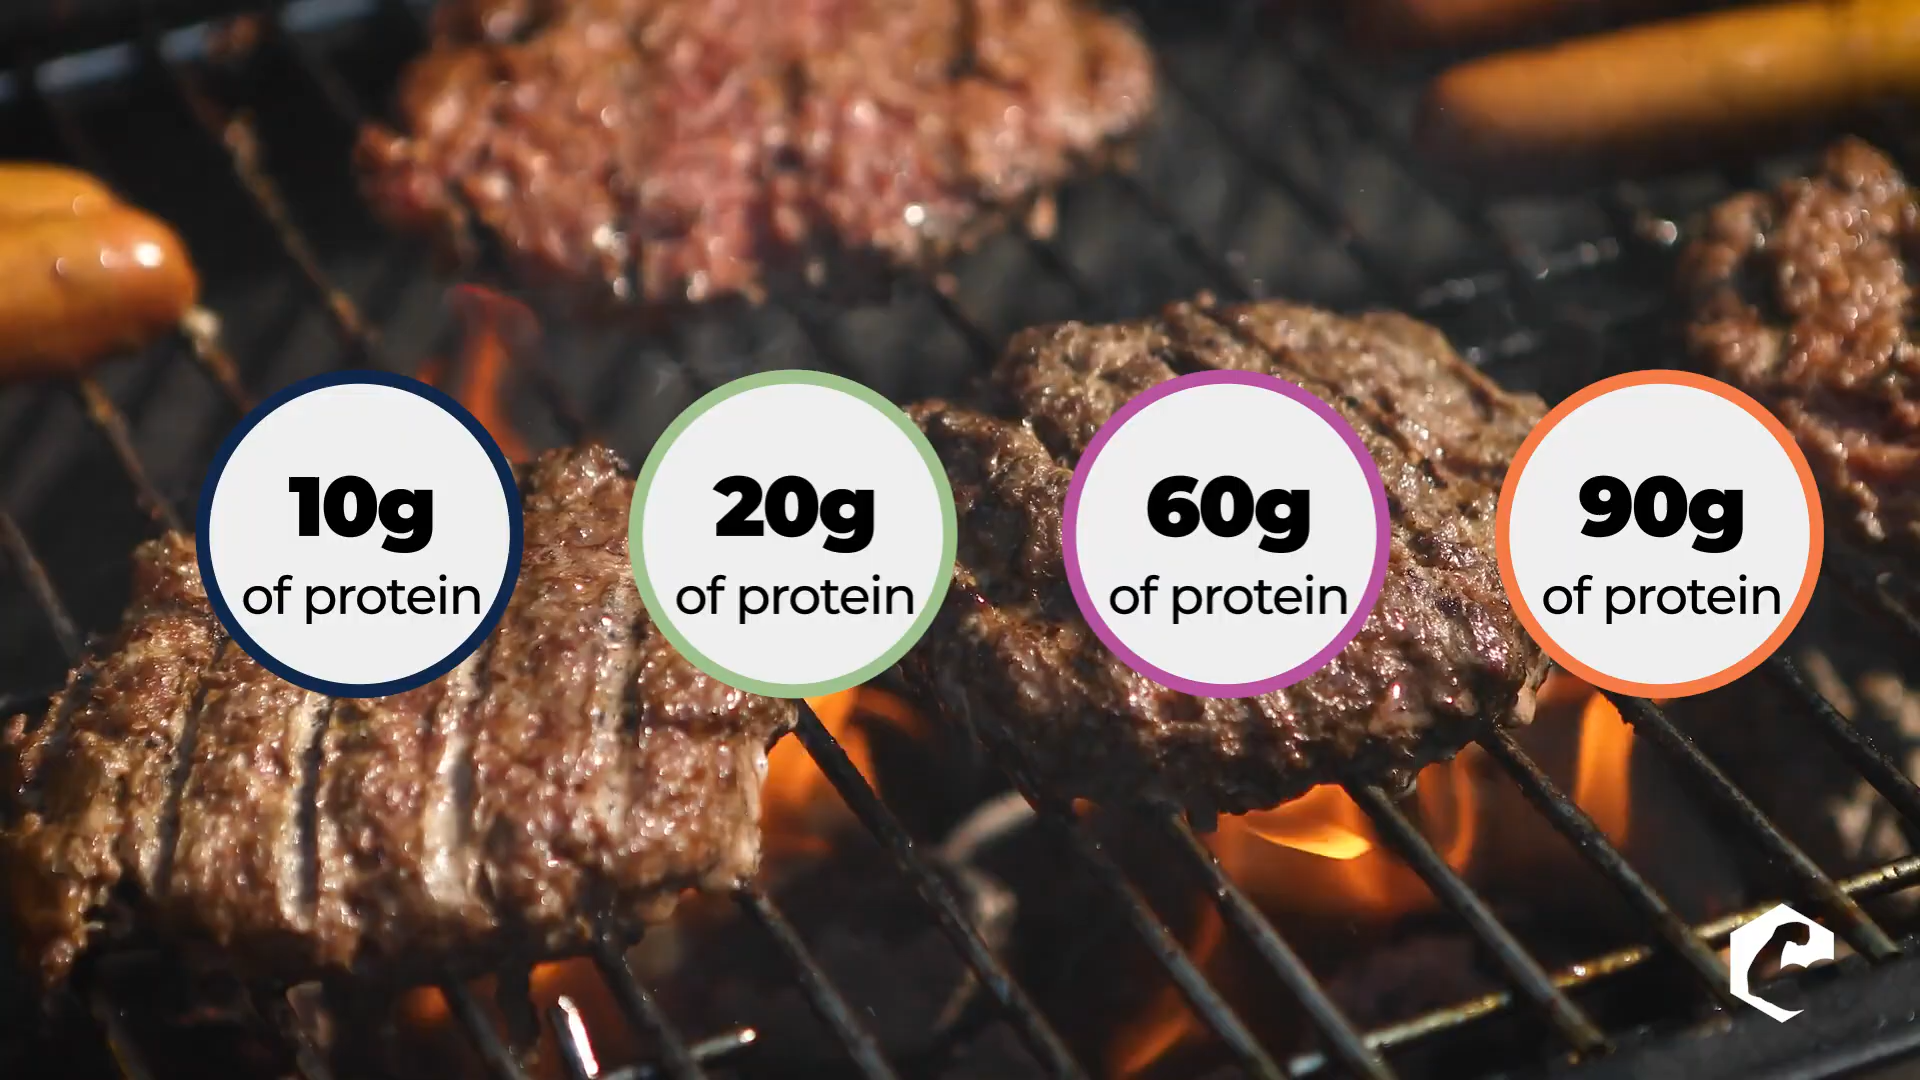 10g
of protein
20g
of protein
60g
of protein
90g
of protein